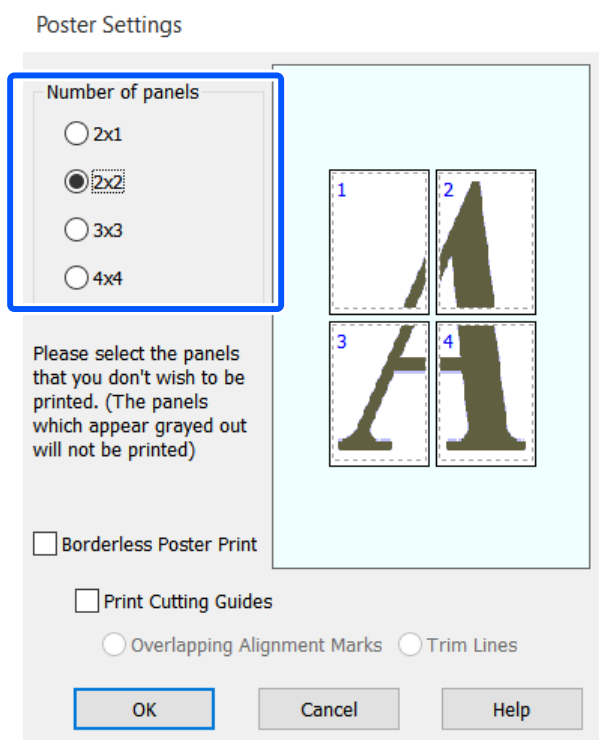 Poster Settings
Number of panels
2x1
2x2
3x3
4x4
1
2
3
4
Please select the panels
that you don't wish to be
printed. (The panels
which appear grayed out
will not be printed)
Borderless Poster Print
Print Cutting Guides
Overlapping Alignment Marks
Trim Lines
OK
Cancel
Help